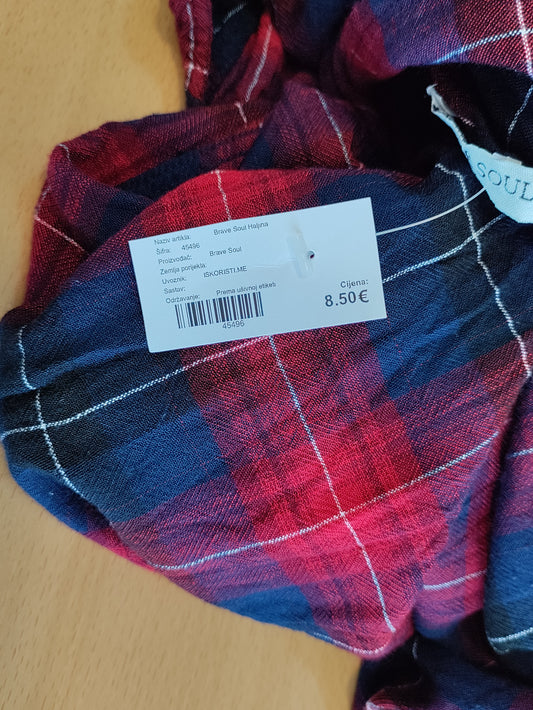 Naziv artikla: Brave Soul Haljina
Šifra: 45496
Proizvođač: Brave Soul
Zemlja porijekla:
Uvoznik: ISKORISTI.ME
Sastav:
Održavanje: Prema ušivnoj etiketi
45496
Cijena:
8.50€
SOUL